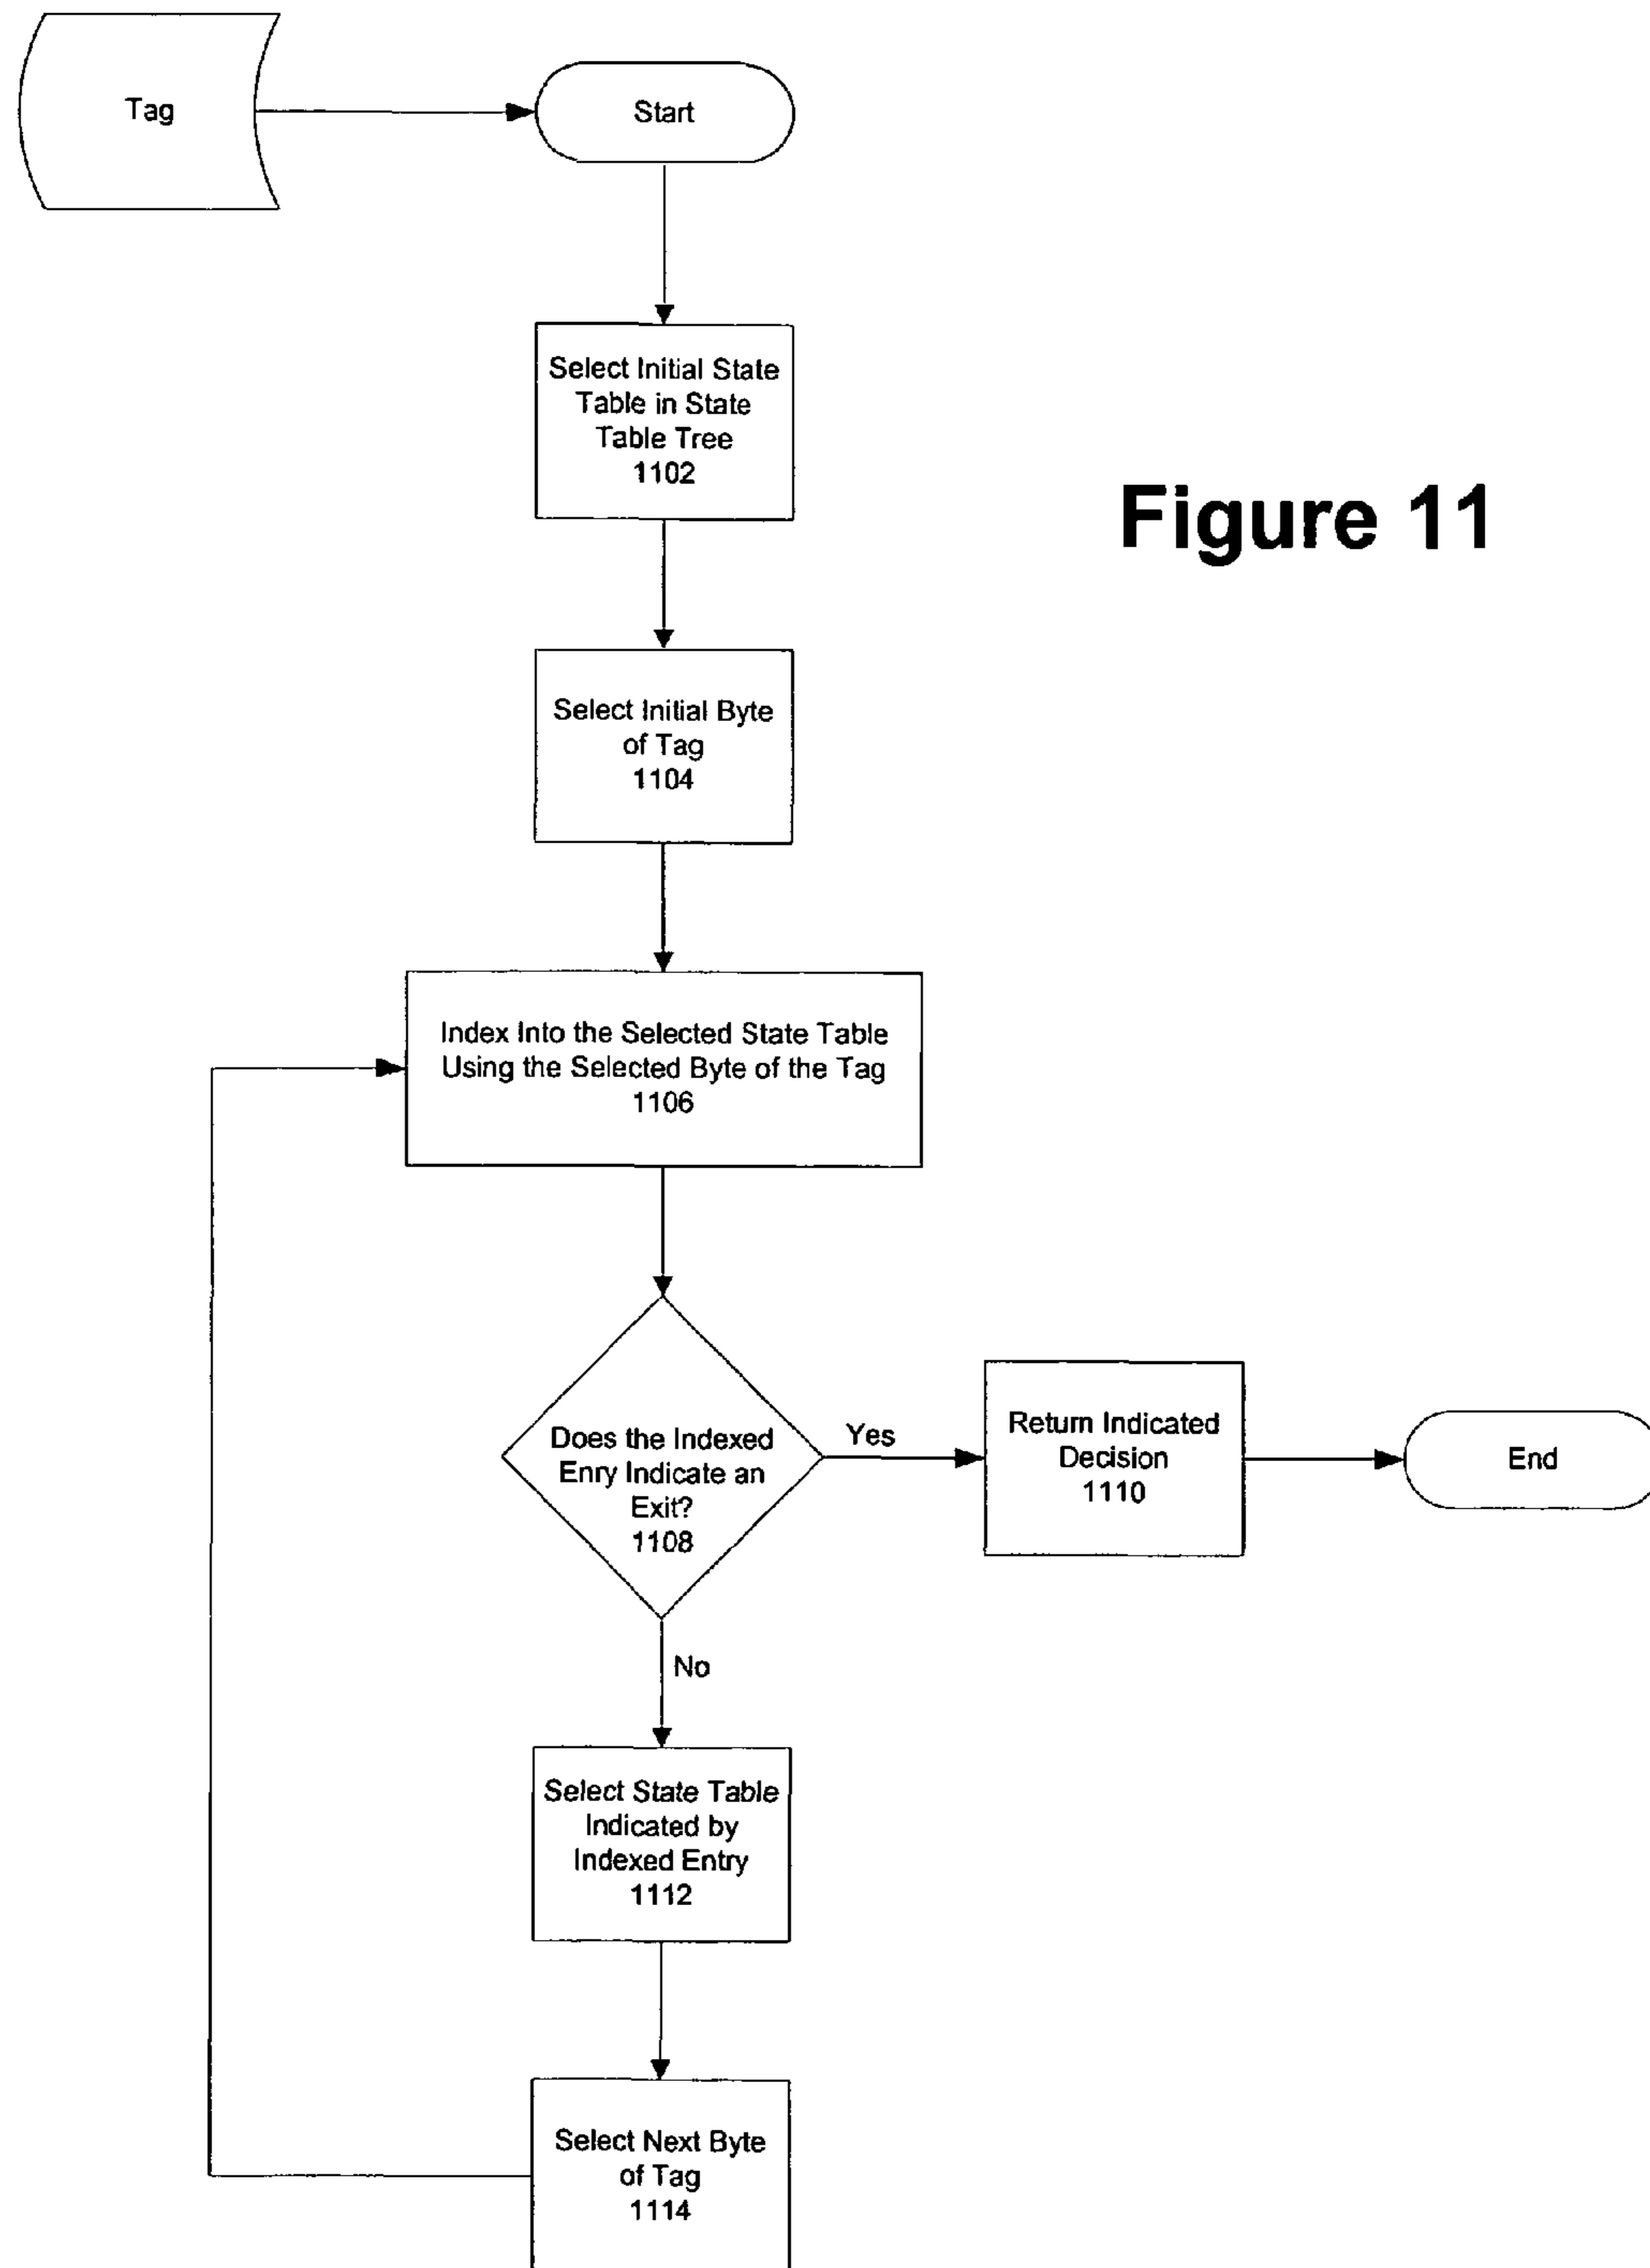 Tag
Start
Select Initial State
Table in State
Table Tree
1102
Figure 11
Select Initial Byte
of Tag
1104
Index Into the Selected State Table
Using the Selected Byte of the Tag
1106
Does the Indexed
Enry Indicate an
Exit?
1108
Yes
Return Indicated
Decision
1110
End
No
Select State Table
Indicated by
Indexed Entry
1112
Select Next Byte
of Tag
1114